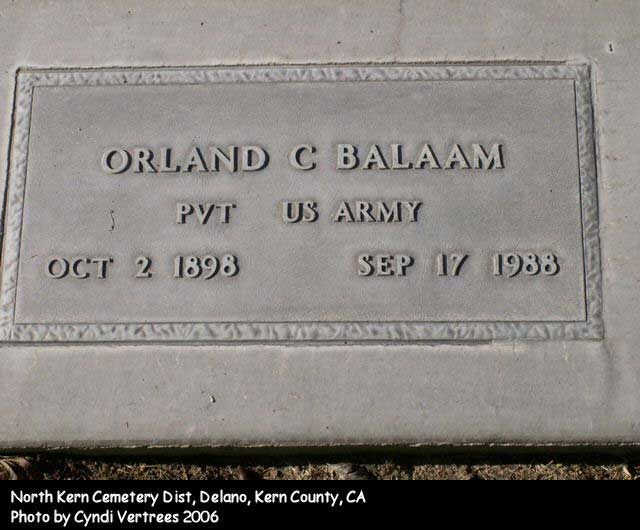 ORLAND C BALAAM
PVT US ARMY
OCT 2 1898 SEP 17 1988
North Kern Cemetery Dist, Delano, Kern County, CA
Photo by Cyndi Vertrees 2006